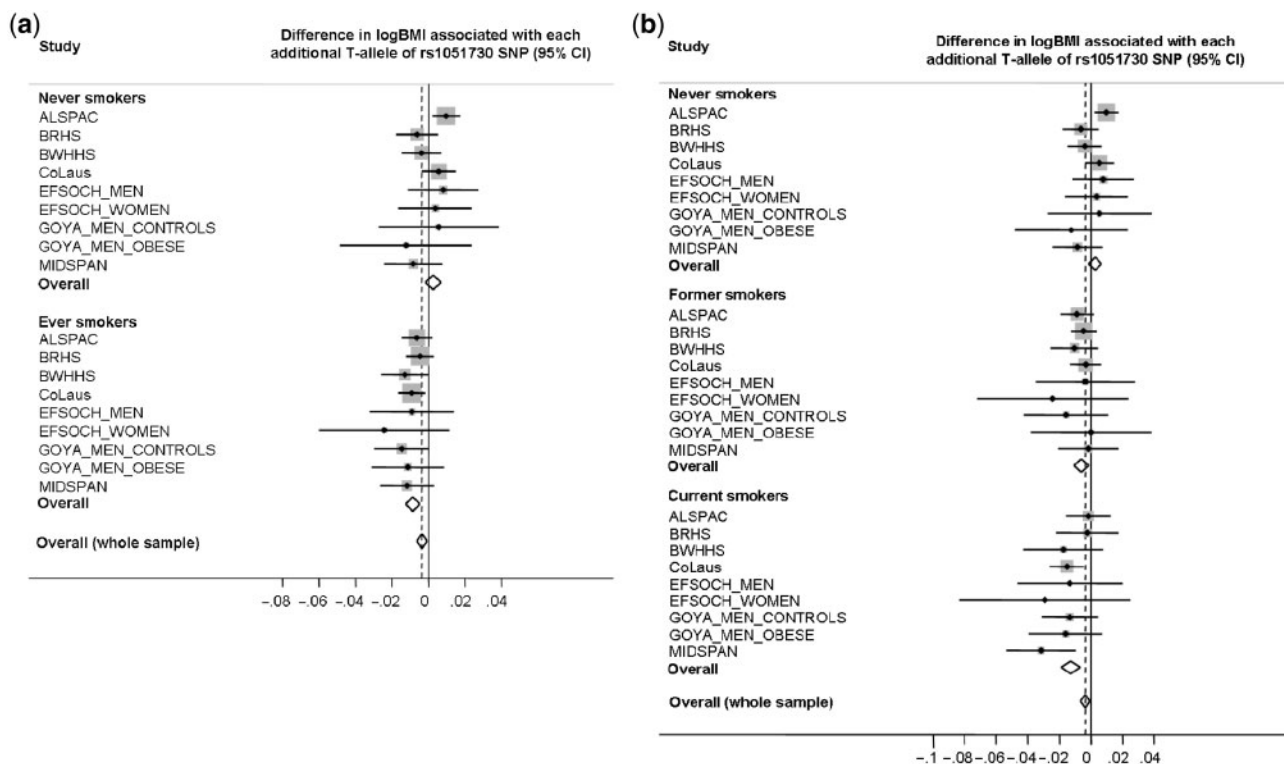 (a)
Study
Difference in logBMI associated with each
additional T-allele of rs1051730 SNP (95% CI)
Never smokers
ALSPAC
BRHS
BWHHS
CoLaus
EFSOCH_MEN
EFSOCH_WOMEN
GOYA_MEN_CONTROLS
GOYA_MEN_OBESE
MIDSPAN
Overall
Ever smokers
ALSPAC
BRHS
BWHHS
CoLaus
EFSOCH_MEN
EFSOCH_WOMEN
GOYA_MEN_CONTROLS
GOYA_MEN_OBESE
MIDSPAN
Overall
Overall (whole sample)
-.08 -.06 -.04 -.02 0 .02 .04
(b)
Study
Difference in logBMI associated with each
additional T-allele of rs1051730 SNP (95% CI)
Never smokers
ALSPAC
BRHS
BWHHS
CoLaus
EFSOCH_MEN
EFSOCH_WOMEN
GOYA_MEN_CONTROLS
GOYA_MEN_OBESE
MIDSPAN
Overall
Former smokers
ALSPAC
BRHS
BWHHS
CoLaus
EFSOCH_MEN
EFSOCH_WOMEN
GOYA_MEN_CONTROLS
GOYA_MEN_OBESE
MIDSPAN
Overall
Current smokers
ALSPAC
BRHS
BWHHS
CoLaus
EFSOCH_MEN
EFSOCH_WOMEN
GOYA_MEN_CONTROLS
GOYA_MEN_OBESE
MIDSPAN
Overall
Overall (whole sample)
-.1 -.08 -.06 -.04 -.02 0 .02 .04